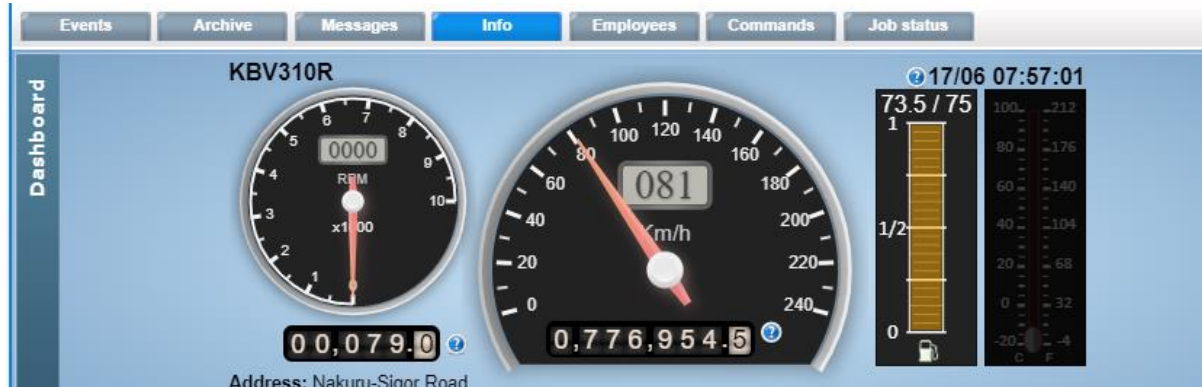 Events Archive Messages Info Employees Commands Job status
Dashboard
KBV310R
17/06 07:57:01
0 1 2 3 4 5 6 7 8 9 10
0000
RPM
x1000
00,079.0
0 20 40 60 80 100 120 140 160 180 200 220 240
081
Km/h
0,776,954.5
73.5 / 75
1
1/2
0
100 212
80 176
60 140
40 104
20 68
0 32
-20 -4
C F
Address: Nakuru-Sigor Road